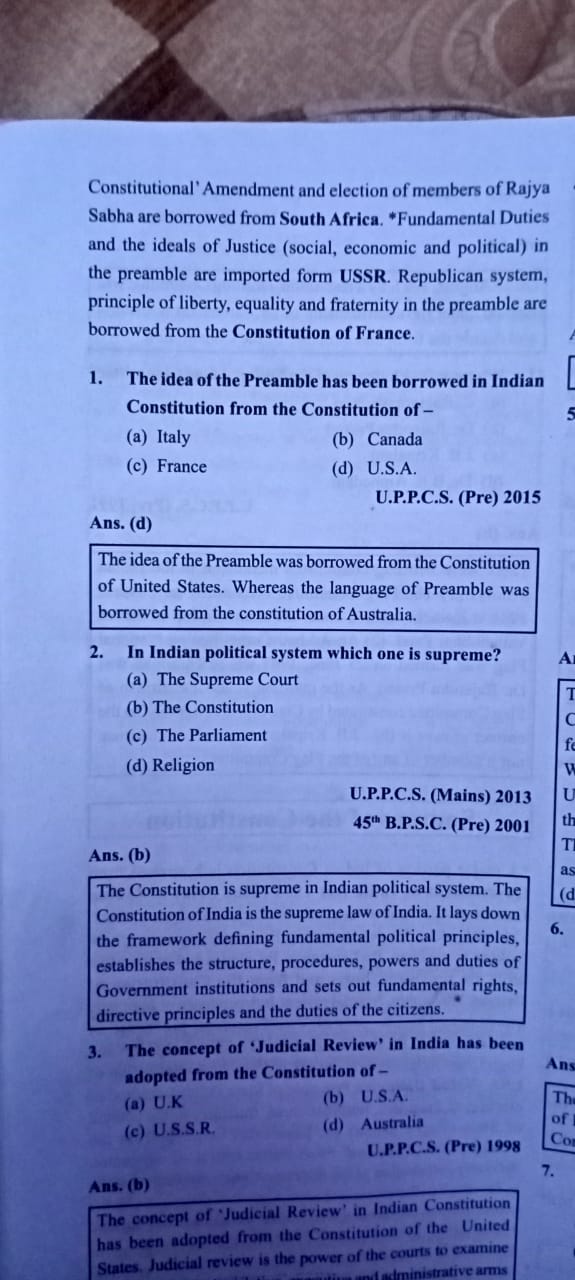 Constitutional' Amendment and election of members of Rajya
Sabha are borrowed from South Africa. *Fundamental Duties
and the ideals of Justice (social, economic and political) in
the preamble are imported form USSR. Republican system,
principle of liberty, equality and fraternity in the preamble are
borrowed from the Constitution of France.
1. The idea of the Preamble has been borrowed in Indian
Constitution from the Constitution of –
(a) Italy (b) Canada
(c) France (d) U.S.A.
U.P.P.C.S. (Pre) 2015
Ans. (d)
The idea of the Preamble was borrowed from the Constitution
of United States. Whereas the language of Preamble was
borrowed from the constitution of Australia.
2. In Indian political system which one is supreme?
(a) The Supreme Court
(b) The Constitution
(c) The Parliament
(d) Religion
U.P.P.C.S. (Mains) 2013
45th B.P.S.C. (Pre) 2001
Ans. (b)
The Constitution is supreme in Indian political system. The
Constitution of India is the supreme law of India. It lays down
the framework defining fundamental political principles,
establishes the structure, procedures, powers and duties of
Government institutions and sets out fundamental rights,
directive principles and the duties of the citizens. *
3. The concept of 'Judicial Review' in India has been
adopted from the Constitution of –
(a) U.K (b) U.S.A.
(c) U.S.S.R. (d) Australia
U.P.P.C.S. (Pre) 1998
Ans. (b)
The concept of 'Judicial Review' in Indian Constitution
has been adopted from the Constitution of the United
States. Judicial review is the power of the courts to examine
and administrative arms
5
6.
Ans
of
7.